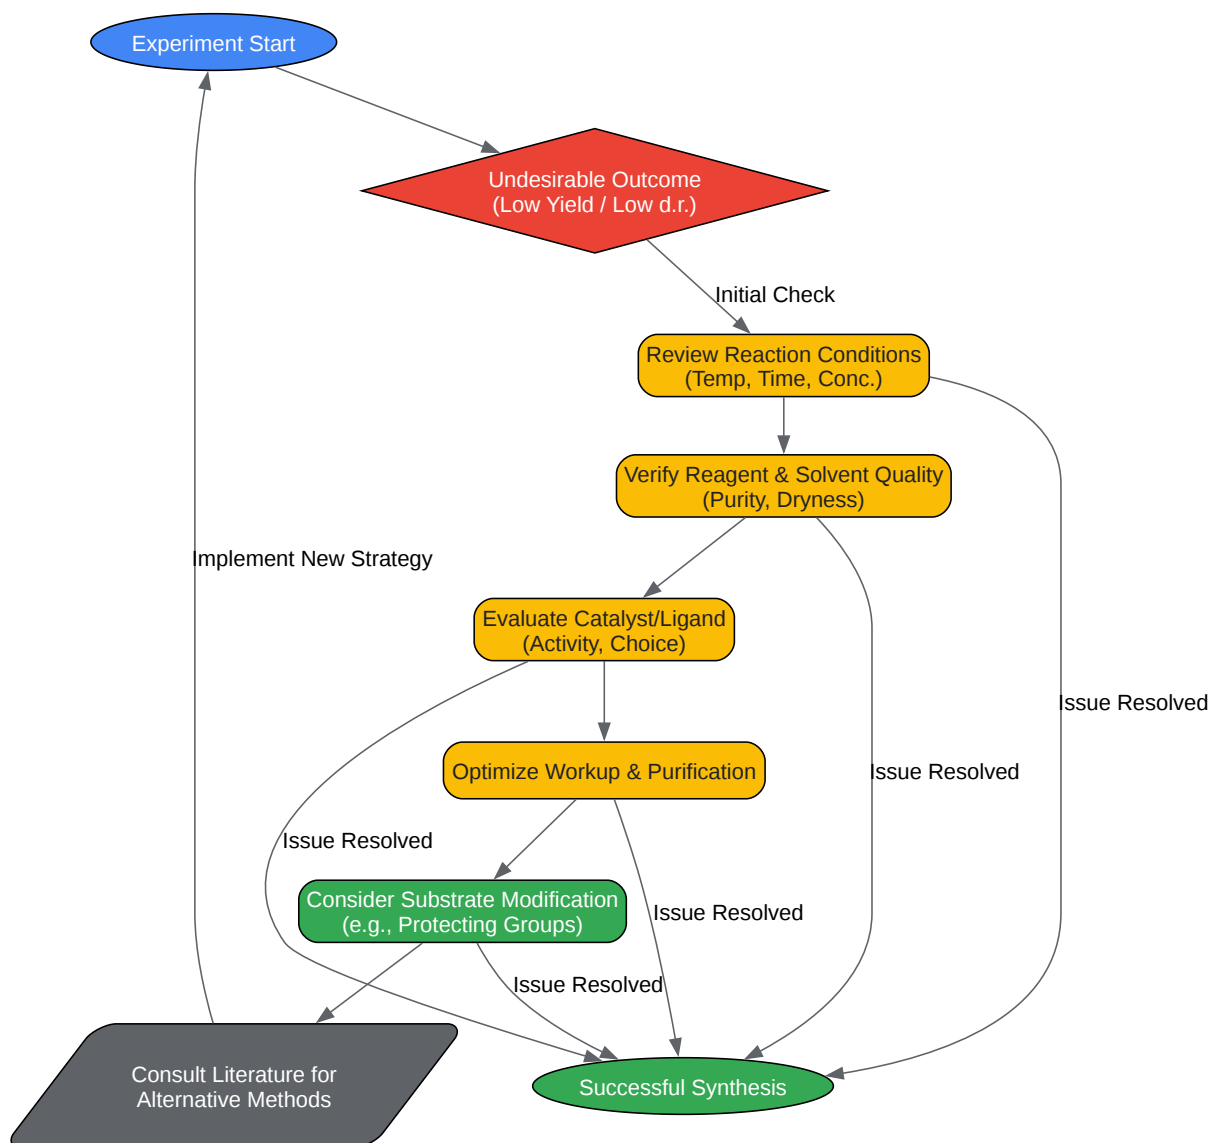 Experiment Start
Undesirable Outcome
(Low Yield / Low d.r.)
Initial Check
Review Reaction Conditions
(Temp, Time, Conc.)
Verify Reagent & Solvent Quality
(Purity, Dryness)
Implement New Strategy
Evaluate Catalyst/Ligand
(Activity, Choice)
Issue Resolved
Optimize Workup & Purification
Issue Resolved
Issue Resolved
Consider Substrate Modification
(e.g., Protecting Groups)
Issue Resolved
Issue Resolved
Consult Literature for
Alternative Methods
Successful Synthesis